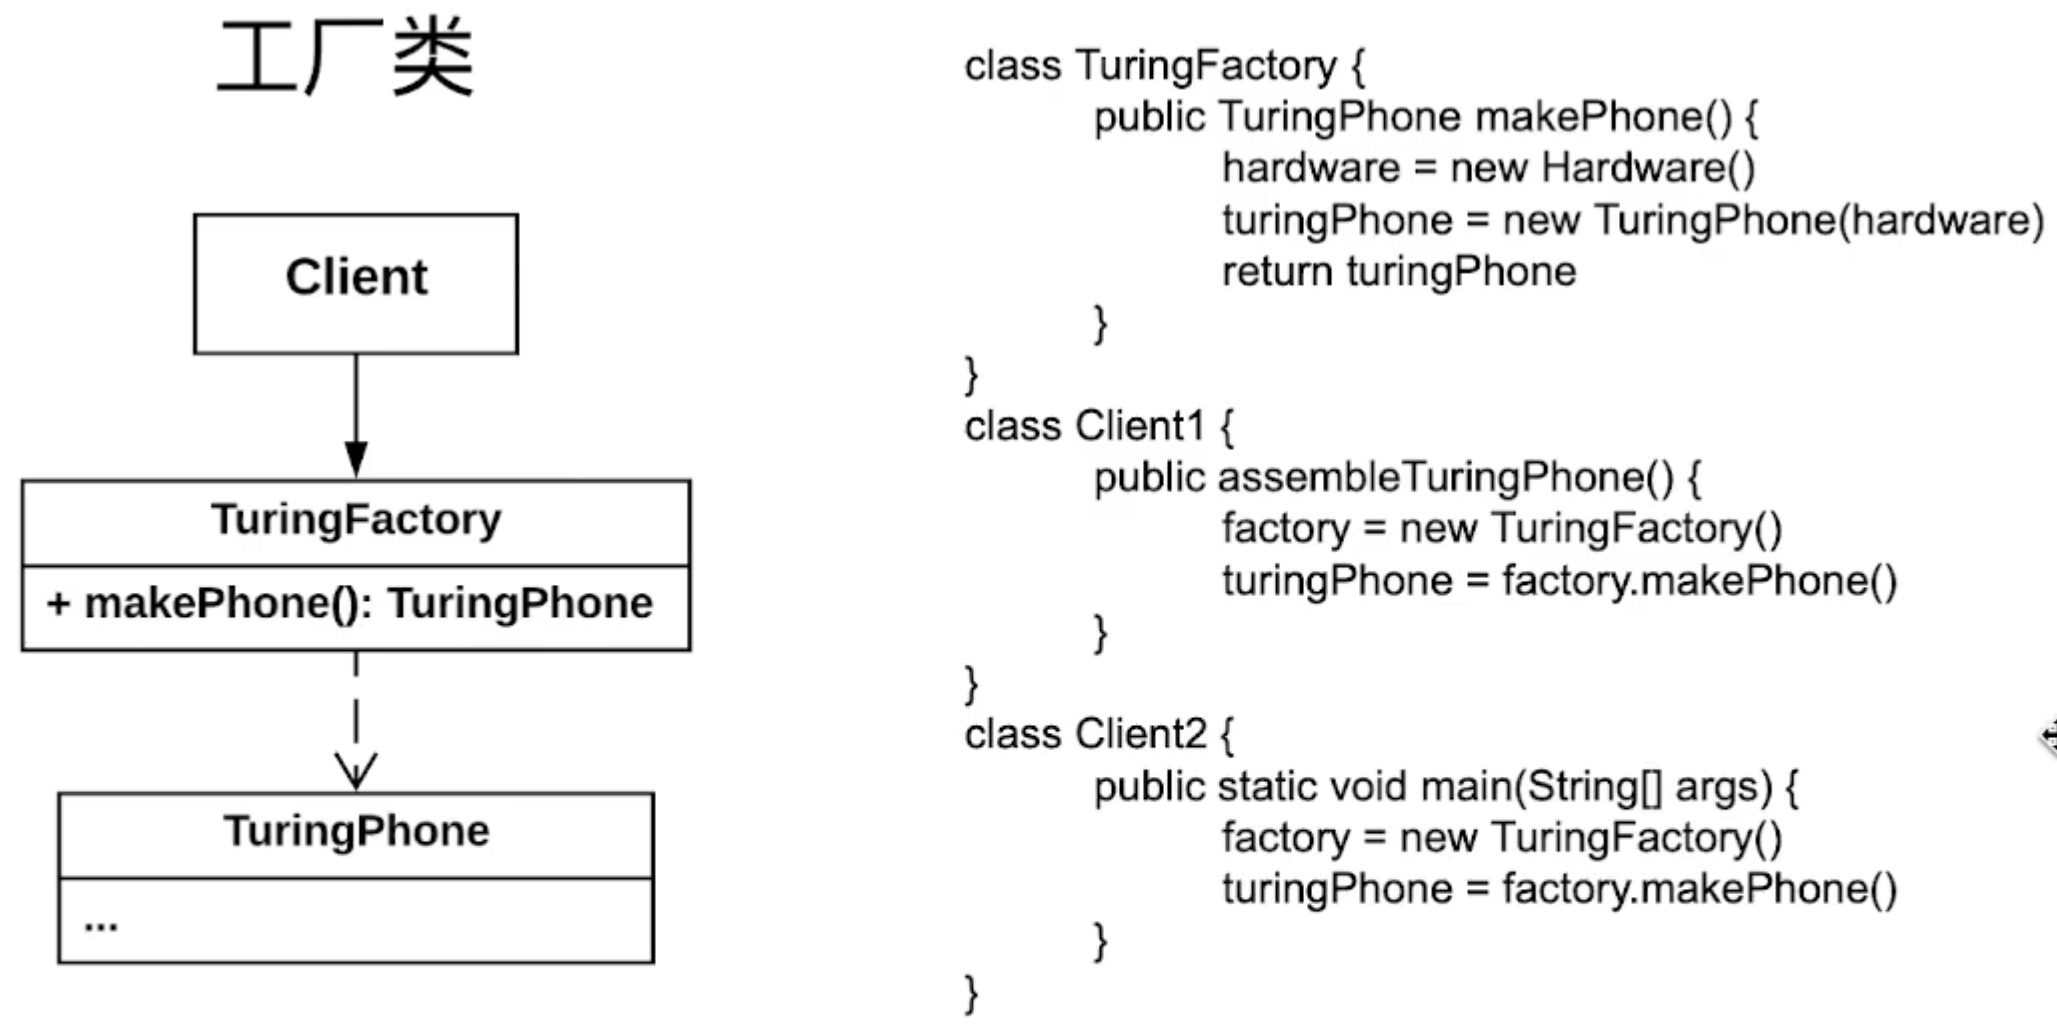 工厂类
Client
TuringFactory
+ makePhone(): TuringPhone
TuringPhone
...
class TuringFactory {
public TuringPhone makePhone() {
hardware = new Hardware()
turingPhone = new TuringPhone(hardware)
return turingPhone
}
}
class Client1 {
public assembleTuringPhone() {
factory = new TuringFactory()
turingPhone = factory.makePhone()
}
}
class Client2 {
public static void main(String[] args) {
factory = new TuringFactory()
turingPhone = factory.makePhone()
}
}